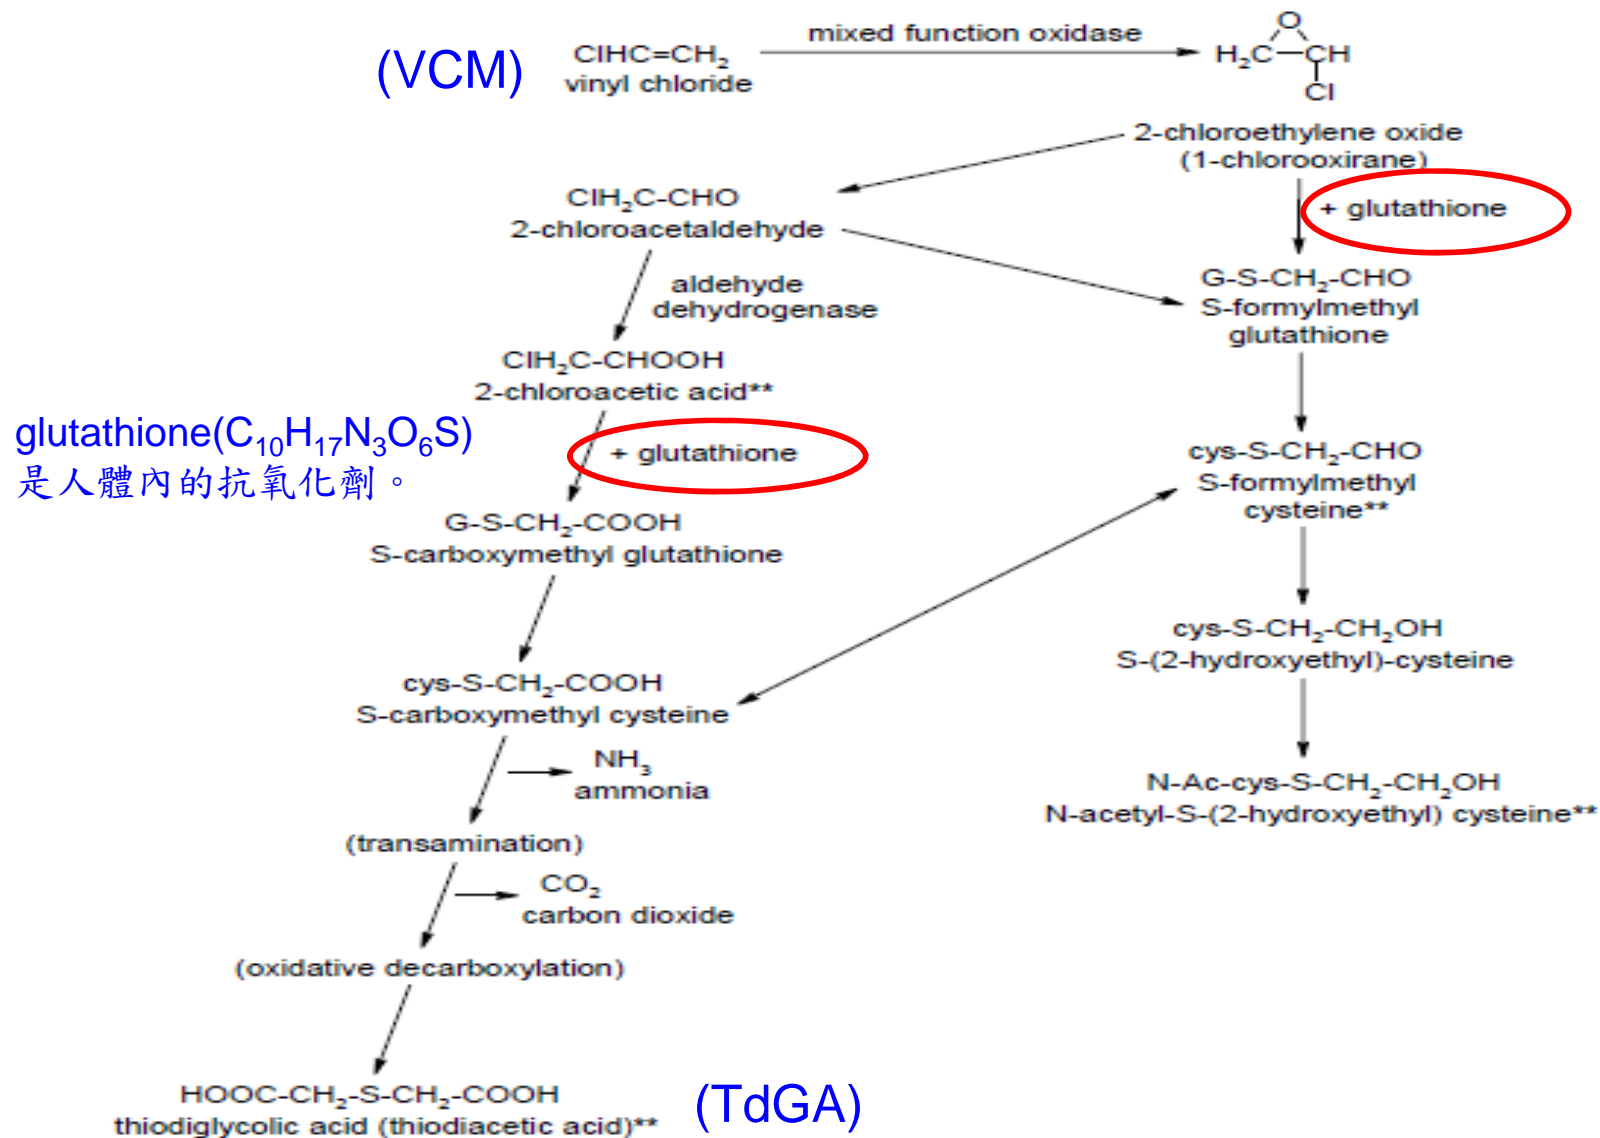 (VCM)
ClHC=CH₂
vinyl chloride
mixed function oxidase
O
H₂C—CH
Cl
2-chloroethylene oxide
(1-chlorooxirane)
+ glutathione
ClH₂C-CHO
2-chloroacetaldehyde
aldehyde
dehydrogenase
G-S-CH₂-CHO
S-formylmethyl
glutathione
ClH₂C-CHOOH
2-chloroacetic acid**
glutathione(C₁₀H₁₇N₃O₆S)
是人體內的抗氧化劑。
+ glutathione
cys-S-CH₂-CHO
S-formylmethyl
cysteine**
G-S-CH₂-COOH
S-carboxymethyl glutathione
cys-S-CH₂-CH₂OH
S-(2-hydroxyethyl)-cysteine
cys-S-CH₂-COOH
S-carboxymethyl cysteine
NH₃
ammonia
N-Ac-cys-S-CH₂-CH₂OH
N-acetyl-S-(2-hydroxyethyl) cysteine**
(transamination)
CO₂
carbon dioxide
(oxidative decarboxylation)
HOOC-CH₂-S-CH₂-COOH
thiodiglycolic acid (thiodiacetic acid)**
(TdGA)